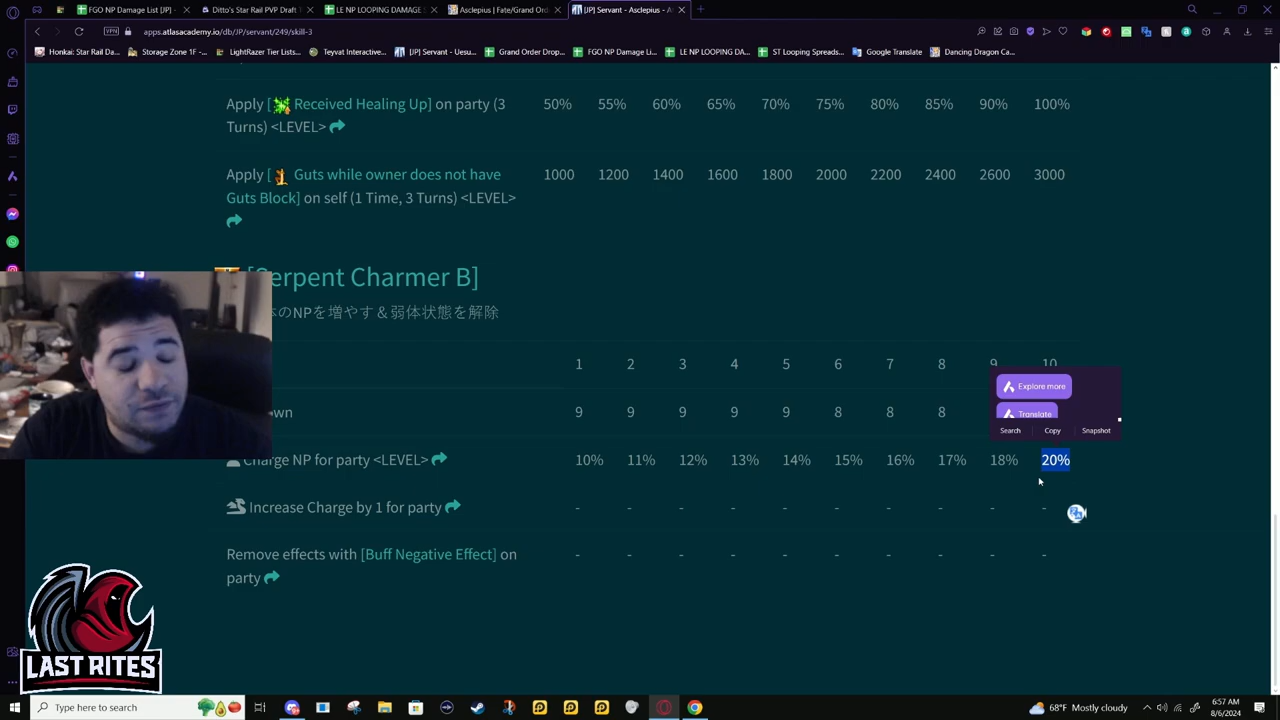 FGO NP Damage List [JP] -
Ditto's Star Rail PVP Draft
LE NP LOOPING DAMAGE
Asclepius | Fate/Grand Or
[JP] Servant - Asclepius - A
VPN
apps.atlasacademy.io/db/JP/servant/249/skill-3
Honkai: Star Rail Da...
Storage Zone 1F -...
LightRazer Tier Lists...
Teyvat Interactive...
[JP] Servant - Uesu...
Grand Order Drop...
FGO NP Damage Li...
LE NP LOOPING DA...
ST Looping Spreads...
Google Translate
Dancing Dragon Ca...
Apply [ Received Healing Up] on party (3 50% 55% 60% 65% 70% 75% 80% 85% 90% 100%
Turns) <LEVEL>
Apply [ Guts while owner does not have 1000 1200 1400 1600 1800 2000 2200 2400 2600 3000
Guts Block] on self (1 Time, 3 Turns) <LEVEL>
[Serpent Charmer B]
体のNPを増やす＆弱体状態を解除
1 2 3 4 5 6 7 8 9 10
wn 9 9 9 9 9 8 8 8
Explore more
Translate
Search Copy Snapshot
Charge NP for party <LEVEL> 10% 11% 12% 13% 14% 15% 16% 17% 18% 20%
Increase Charge by 1 for party - - - - - - - - - -
Remove effects with [Buff Negative Effect] on - - - - - - - - - -
party
LAST RITES
Type here to search
68°F Mostly cloudy
6:57 AM
8/6/2024